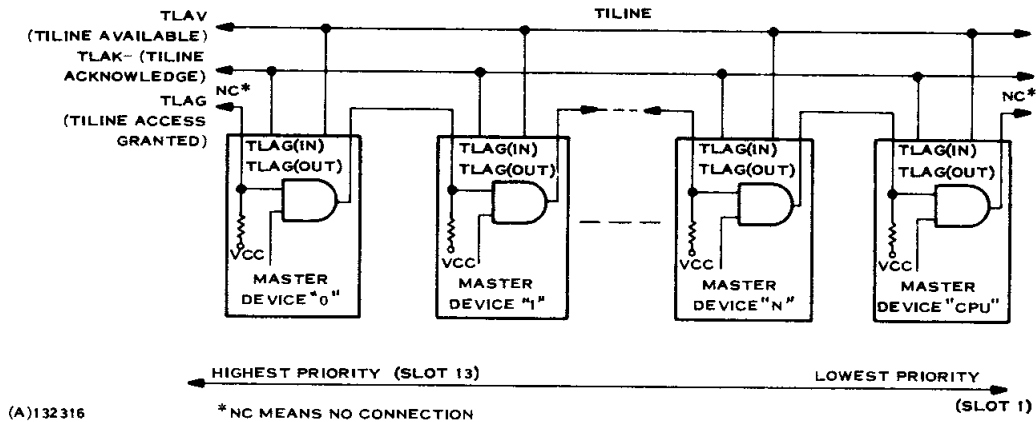 TLAV
TILINE
(TILINE AVAILABLE)
TLAK- (TILINE
ACKNOWLEDGE)
NC*
NC*
TLAG
(TILINE ACCESS
GRANTED)
TLAG(IN)
TLAG(OUT)
VCC
MASTER
DEVICE "0"
TLAG(IN)
TLAG(OUT)
VCC
MASTER
DEVICE "1"
TLAG(IN)
TLAG(OUT)
VCC
MASTER
DEVICE "N"
TLAG(IN)
TLAG(OUT)
VCC
MASTER
DEVICE "CPU"
HIGHEST PRIORITY (SLOT 13)
LOWEST PRIORITY
(SLOT 1)
(A)132316
*NC MEANS NO CONNECTION